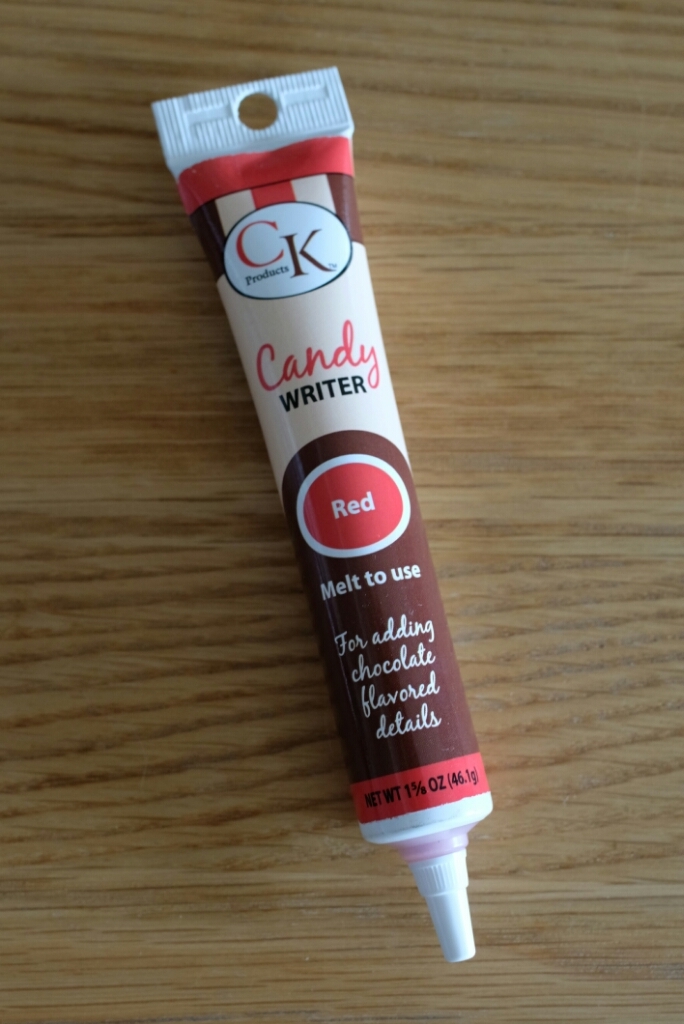 CK
Products™
Candy
WRITER
Red
Melt to use
For adding
chocolate
flavored
details
NET WT 1⅝ OZ (46.1g)